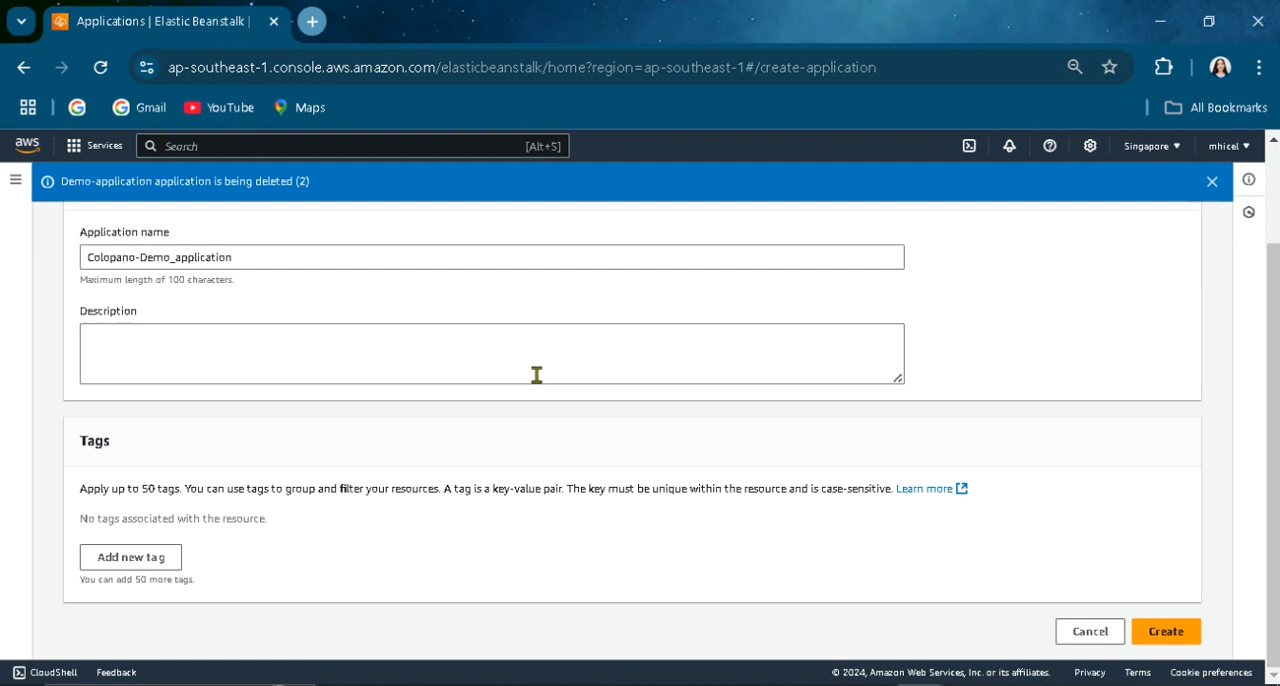 Applications | Elastic Beanstalk |
ap-southeast-1.console.aws.amazon.com/elasticbeanstalk/home?region=ap-southeast-1#/create-application
Gmail YouTube Maps All Bookmarks
aws Services Search [Alt+S] Singapore mhicel
Demo-application application is being deleted (2)
Application name
Colopano-Demo_application
Maximum length of 100 characters.
Description
Tags
Apply up to 50 tags. You can use tags to group and filter your resources. A tag is a key-value pair. The key must be unique within the resource and is case-sensitive. Learn more
No tags associated with the resource.
Add new tag
You can add 50 more tags.
Cancel Create
CloudShell Feedback © 2024, Amazon Web Services, Inc. or its affiliates. Privacy Terms Cookie preferences